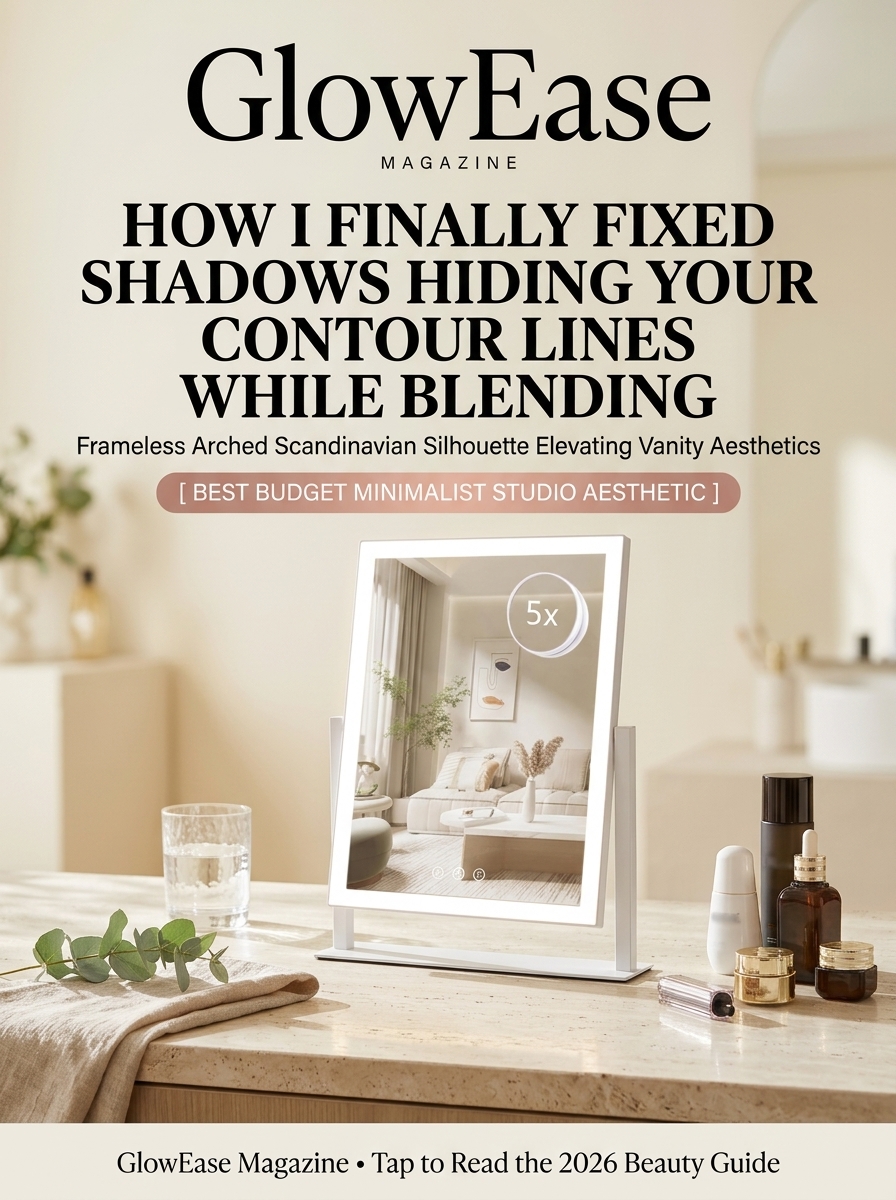 GlowEase
MAGAZINE
HOW I FINALLY FIXED
SHADOWS HIDING YOUR
CONTOUR LINES
WHILE BLENDING
Frameless Arched Scandinavian Silhouette Elevating Vanity Aesthetics
[ BEST BUDGET MINIMALIST STUDIO AESTHETIC ]
5x
GlowEase Magazine • Tap to Read the 2026 Beauty Guide